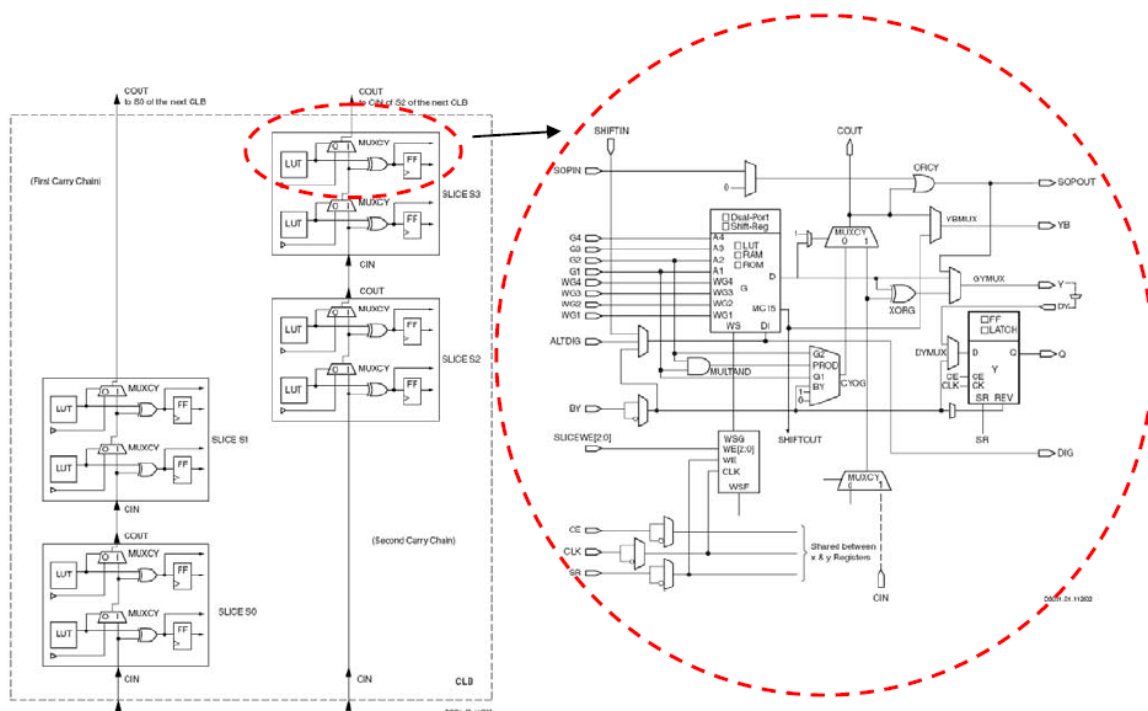 COUT
to S0 of the next CLB
COUT
to CIN of S2 of the next CLB
(First Carry Chain)
LUT
O I
MUXCY
FF
SLICE S3
LUT
O I
MUXCY
FF
CIN
COUT
LUT
O I
MUXCY
FF
SLICE S2
LUT
O I
MUXCY
FF
LUT
O I
MUXCY
FF
SLICE S1
LUT
O I
MUXCY
FF
CIN
COUT
LUT
O I
MUXCY
FF
SLICE S0
LUT
O I
MUXCY
FF
(Second Carry Chain)
CIN
CIN
CLB
SHIFTIN
COUT
SOPIN
0
ORCY
SOPOUT
Dual-Port
Shift-Reg
G4
G3
G2
G1
WG4
WG3
WG2
WG1
A4
A3
A2
A1
WG4
WG3
WG2
WG1
LUT
RAM
ROM
D
G
MC15
WS
DI
1
MUXCY
0 1
YBMUX
YB
GYMUX
Y
XORG
DY
ALTDIG
MULTAND
G2
PROD
G1
BY
1
0
CYOG
DYMUX
FF
LATCH
D
Q
Y
CE
CLK
CE
CK
SR REV
Q
BY
SHIFTOUT
SR
DIG
SLICEWE[2:0]
WSG
WE[2:0]
WE
CLK
WSF
MUXCY
0 1
CE
CLK
SR
Shared between
x & y Registers
CIN